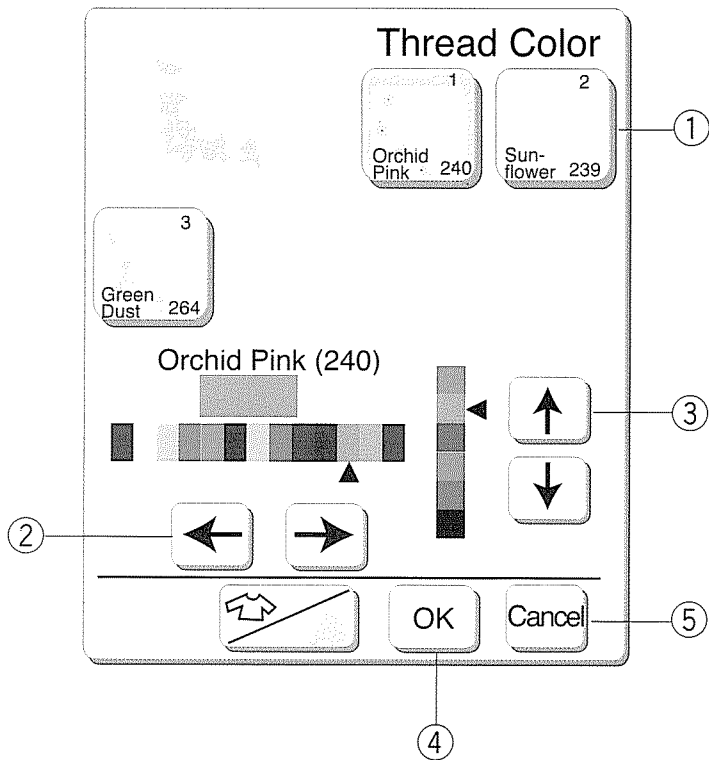 Thread Color
1
Orchid
Pink 240
2
Sun-
flower 239
①
3
Green
Dust 264
Orchid Pink (240)
③
②
OK
Cancel
⑤
④